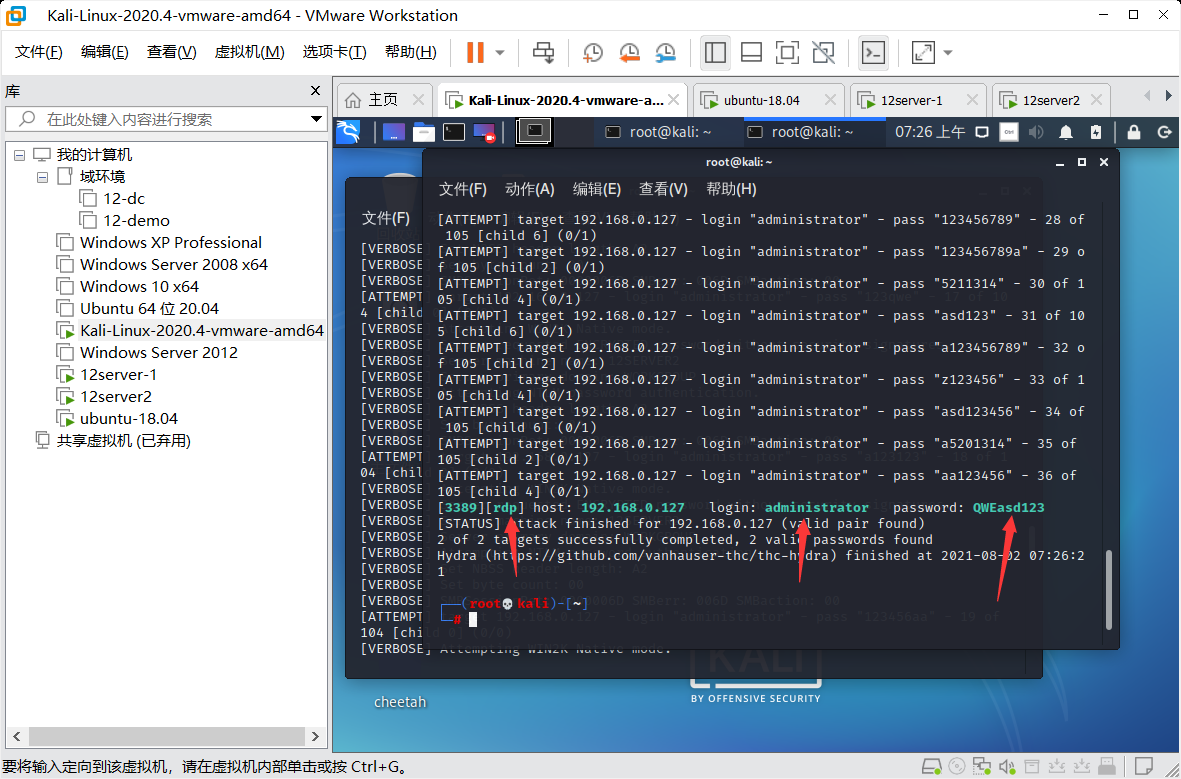 Kali-Linux-2020.4-vmware-amd64 - VMware Workstation
文件(F) 编辑(E) 查看(V) 虚拟机(M) 选项卡(T) 帮助(H)
库
在此处键入内容进行搜索
我的计算机
域环境
12-dc
12-demo
Windows XP Professional
Windows Server 2008 x64
Windows 10 x64
Ubuntu 64 位 20.04
Kali-Linux-2020.4-vmware-amd64
Windows Server 2012
12server-1
12server2
ubuntu-18.04
共享虚拟机 (已弃用)
主页 Kali-Linux-2020.4-vmware-a... ubuntu-18.04 12server-1 12server2
root@kali: ~ root@kali: ~ 07:26 上午
root@kali: ~
文件(F) 动作(A) 编辑(E) 查看(V) 帮助(H)
[ATTEMPT] target 192.168.0.127 - login "administrator" - pass "123456789" - 28 of
105 [child 6] (0/1)
[ATTEMPT] target 192.168.0.127 - login "administrator" - pass "123456789a" - 29 o
f 105 [child 2] (0/1)
[ATTEMPT] target 192.168.0.127 - login "administrator" - pass "5211314" - 30 of 1
05 [child 4] (0/1)
[ATTEMPT] target 192.168.0.127 - login "administrator" - pass "asd123" - 31 of 10
5 [child 6] (0/1)
[ATTEMPT] target 192.168.0.127 - login "administrator" - pass "a123456789" - 32 o
f 105 [child 2] (0/1)
[ATTEMPT] target 192.168.0.127 - login "administrator" - pass "z123456" - 33 of 1
05 [child 4] (0/1)
[ATTEMPT] target 192.168.0.127 - login "administrator" - pass "asd123456" - 34 of
105 [child 6] (0/1)
[ATTEMPT] target 192.168.0.127 - login "administrator" - pass "a5201314" - 35 of
105 [child 2] (0/1)
[ATTEMPT] target 192.168.0.127 - login "administrator" - pass "aa123456" - 36 of
105 [child 4] (0/1)
[3389][rdp] host: 192.168.0.127 login: administrator password: QWEasd123
[STATUS] attack finished for 192.168.0.127 (valid pair found)
2 of 2 targets successfully completed, 2 valid passwords found
Hydra (https://github.com/vanhauser-thc/thc-hydra) finished at 2021-08-02 07:26:2
1
(root💀kali)-[~]
#
文件(F)
[VERBOSE]
[VERBOSE]
[VERBOSE]
[ATTEMPT
4 [child
[VERBOSE]
[VERBOSE]
[VERBOSE]
[VERBOSE]
[VERBOSE]
[VERBOSE]
[VERBOSE]
[ATTEMPT
04 [child
[VERBOSE]
[VERBOSE]
[VERBOSE]
[VERBOSE]
[VERBOSE]
[VERBOSE]
[VERBOSE]
[VERBOSE]
[ATTEMPT]
104 [child 0] (0/0)
[VERBOSE] Attempting WIN2K Native mode.
KALI
BY OFFENSIVE SECURITY
cheetah
要将输入定向到该虚拟机，请在虚拟机内部单击或按 Ctrl+G。